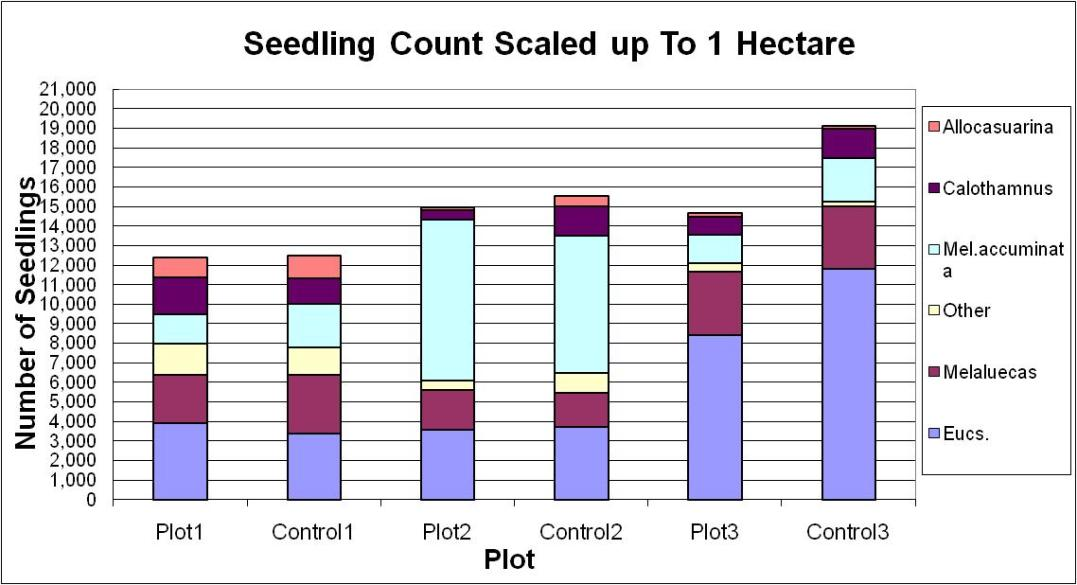 Seedling Count Scaled up To 1 Hectare
21,000
20,000
19,000
18,000
17,000
16,000
15,000
14,000
13,000
12,000
11,000
10,000
9,000
8,000
7,000
6,000
5,000
4,000
3,000
2,000
1,000
0
Number of Seedlings
Plot1 Control1 Plot2 Control2 Plot3 Control3
Plot
Allocasuarina
Calothamnus
Mel.accuminat
a
Other
Melaluecas
Eucs.